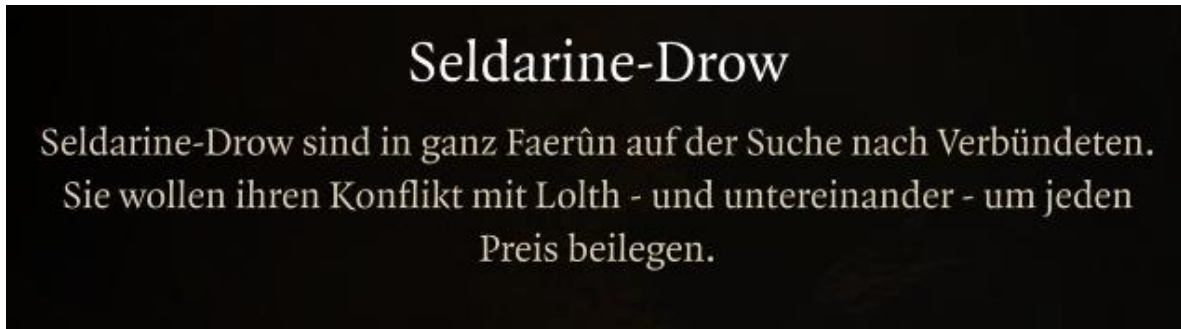 Seldarine-Drow
Seldarine-Drow sind in ganz Faerûn auf der Suche nach Verbündeten.
Sie wollen ihren Konflikt mit Lolth - und untereinander - um jeden
Preis beilegen.